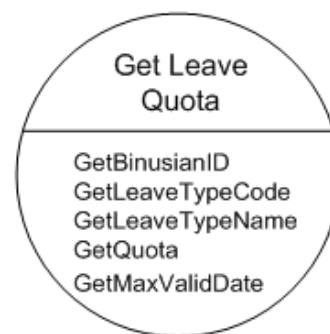 Get Leave
Quota
GetBinusianID
GetLeaveTypeCode
GetLeaveTypeName
GetQuota
GetMaxValidDate